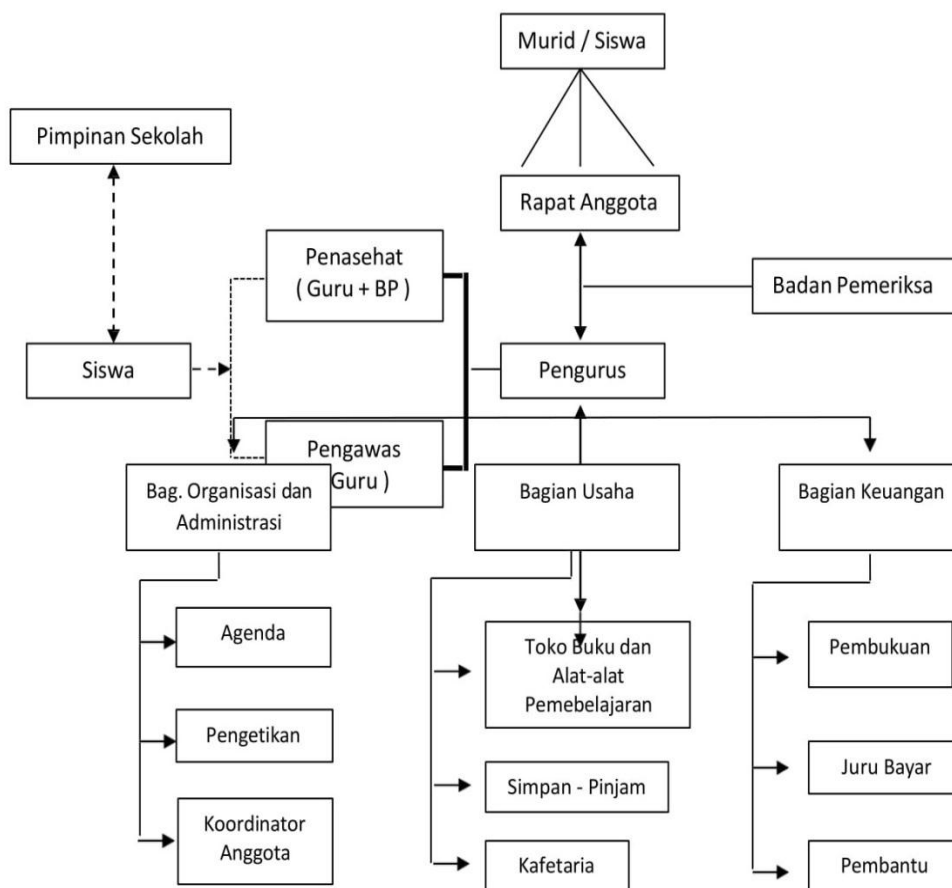 Murid / Siswa
Pimpinan Sekolah
Rapat Anggota
Penasehat
( Guru + BP )
Badan Pemeriksa
Siswa
Pengurus
Pengawas
Guru )
Bag. Organisasi dan
Administrasi
Bagian Usaha
Bagian Keuangan
Agenda
Toko Buku dan
Alat-alat
Pemebelajaran
Pembukuan
Pengetikan
Simpan - Pinjam
Juru Bayar
Koordinator
Anggota
Kafetaria
Pembantu